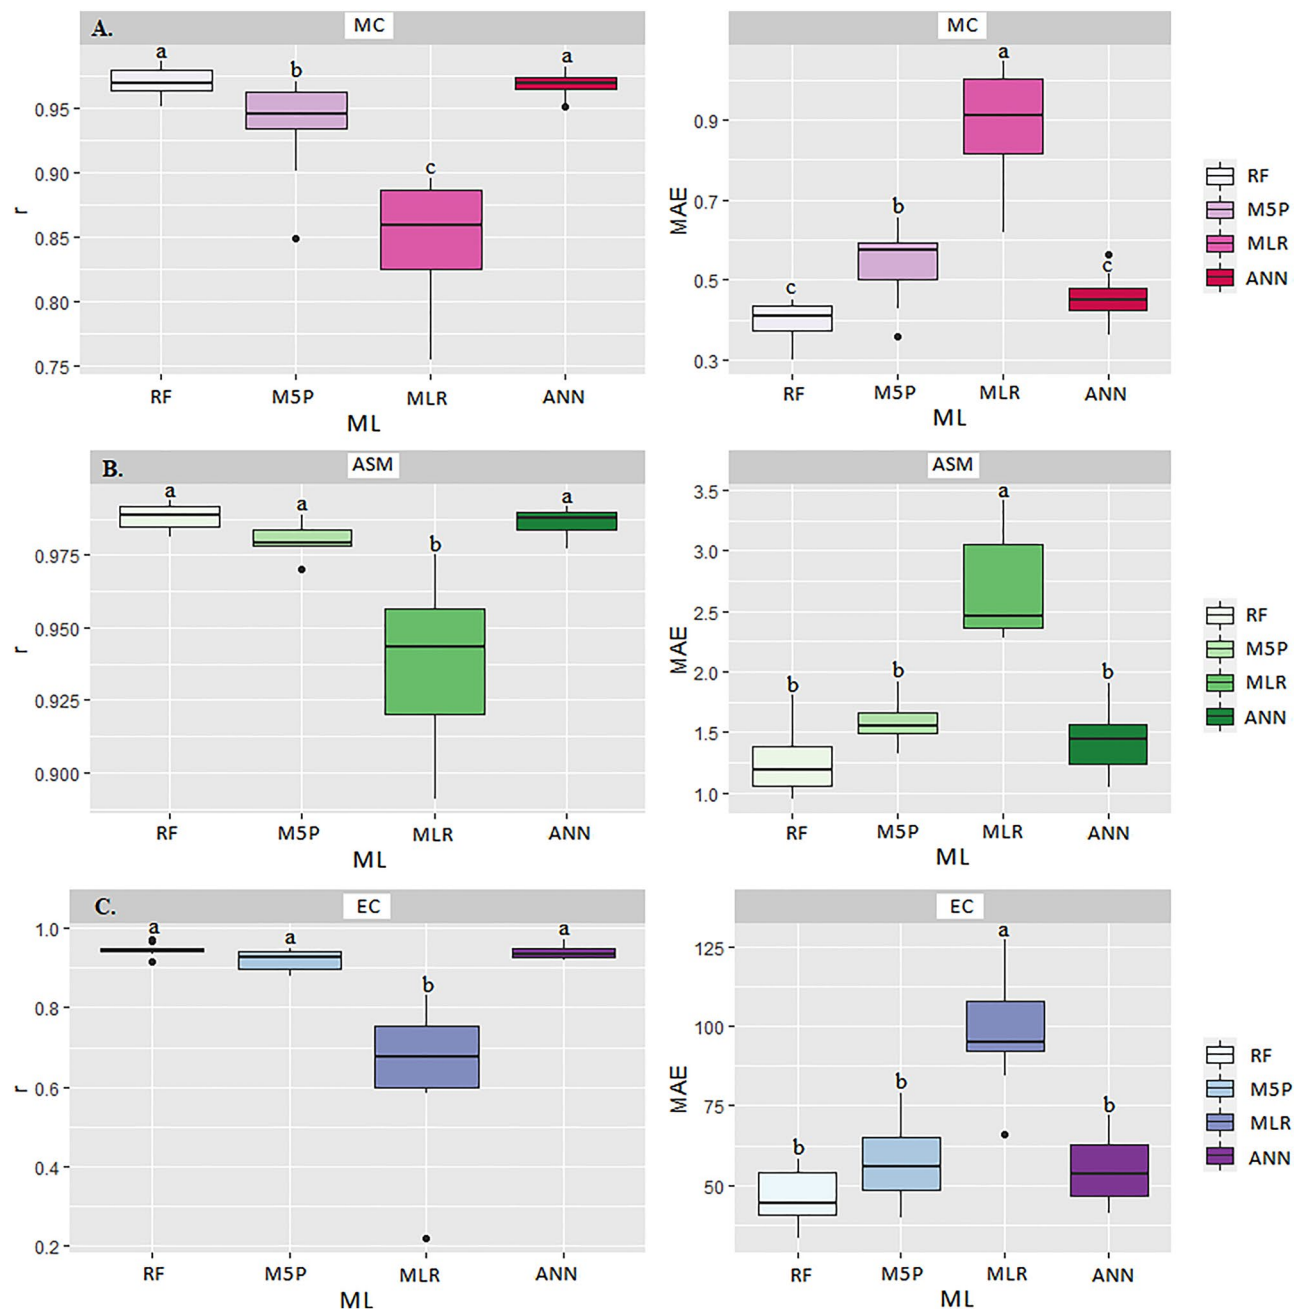 A.
MC
a
b
c
a
0.95
0.90
0.85
0.80
0.75
r
RF M5P MLR ANN
ML
MC
c
b
a
c
0.9
0.7
0.5
0.3
MAE
RF M5P MLR ANN
ML
RF
M5P
MLR
ANN
B.
ASM
a
a
b
a
0.975
0.950
0.925
0.900
r
RF M5P MLR ANN
ML
ASM
b
b
a
b
3.5
3.0
2.5
2.0
1.5
1.0
MAE
RF M5P MLR ANN
ML
RF
M5P
MLR
ANN
C.
EC
a
a
b
a
1.0
0.8
0.6
0.4
0.2
r
RF M5P MLR ANN
ML
EC
b
b
a
b
125
100
75
50
MAE
RF M5P MLR ANN
ML
RF
M5P
MLR
ANN